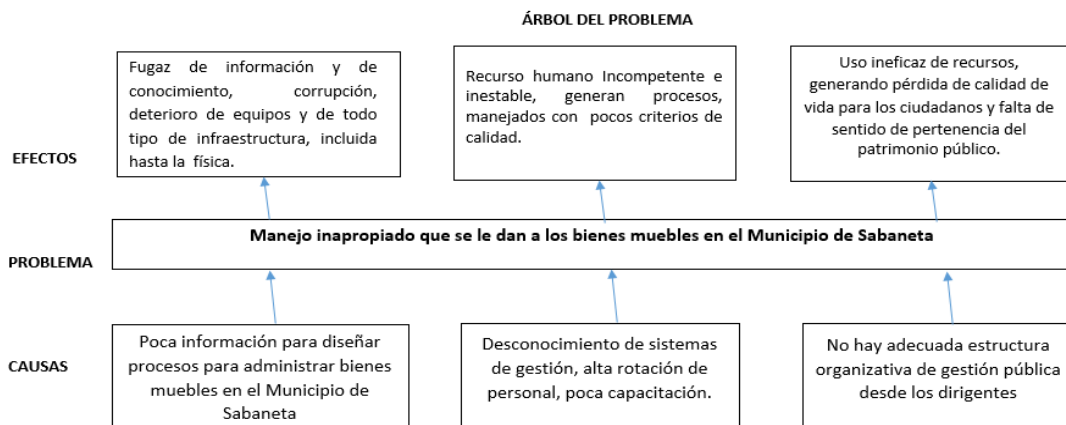 ÁRBOL DEL PROBLEMA
Fugaz de información y de
conocimiento, corrupción,
deterioro de equipos y de todo
tipo de infraestructura, incluida
hasta la física.
Recurso humano Incompetente e
inestable, generan procesos,
manejados con pocos criterios de
calidad.
Uso ineficaz de recursos,
generando pérdida de calidad de
vida para los ciudadanos y falta de
sentido de pertenencia del
patrimonio público.
EFECTOS
Manejo inapropiado que se le dan a los bienes muebles en el Municipio de Sabaneta
PROBLEMA
Poca información para diseñar
procesos para administrar bienes
muebles en el Municipio de
Sabaneta
Desconocimiento de sistemas
de gestión, alta rotación de
personal, poca capacitación.
No hay adecuada estructura
organizativa de gestión pública
desde los dirigentes
CAUSAS